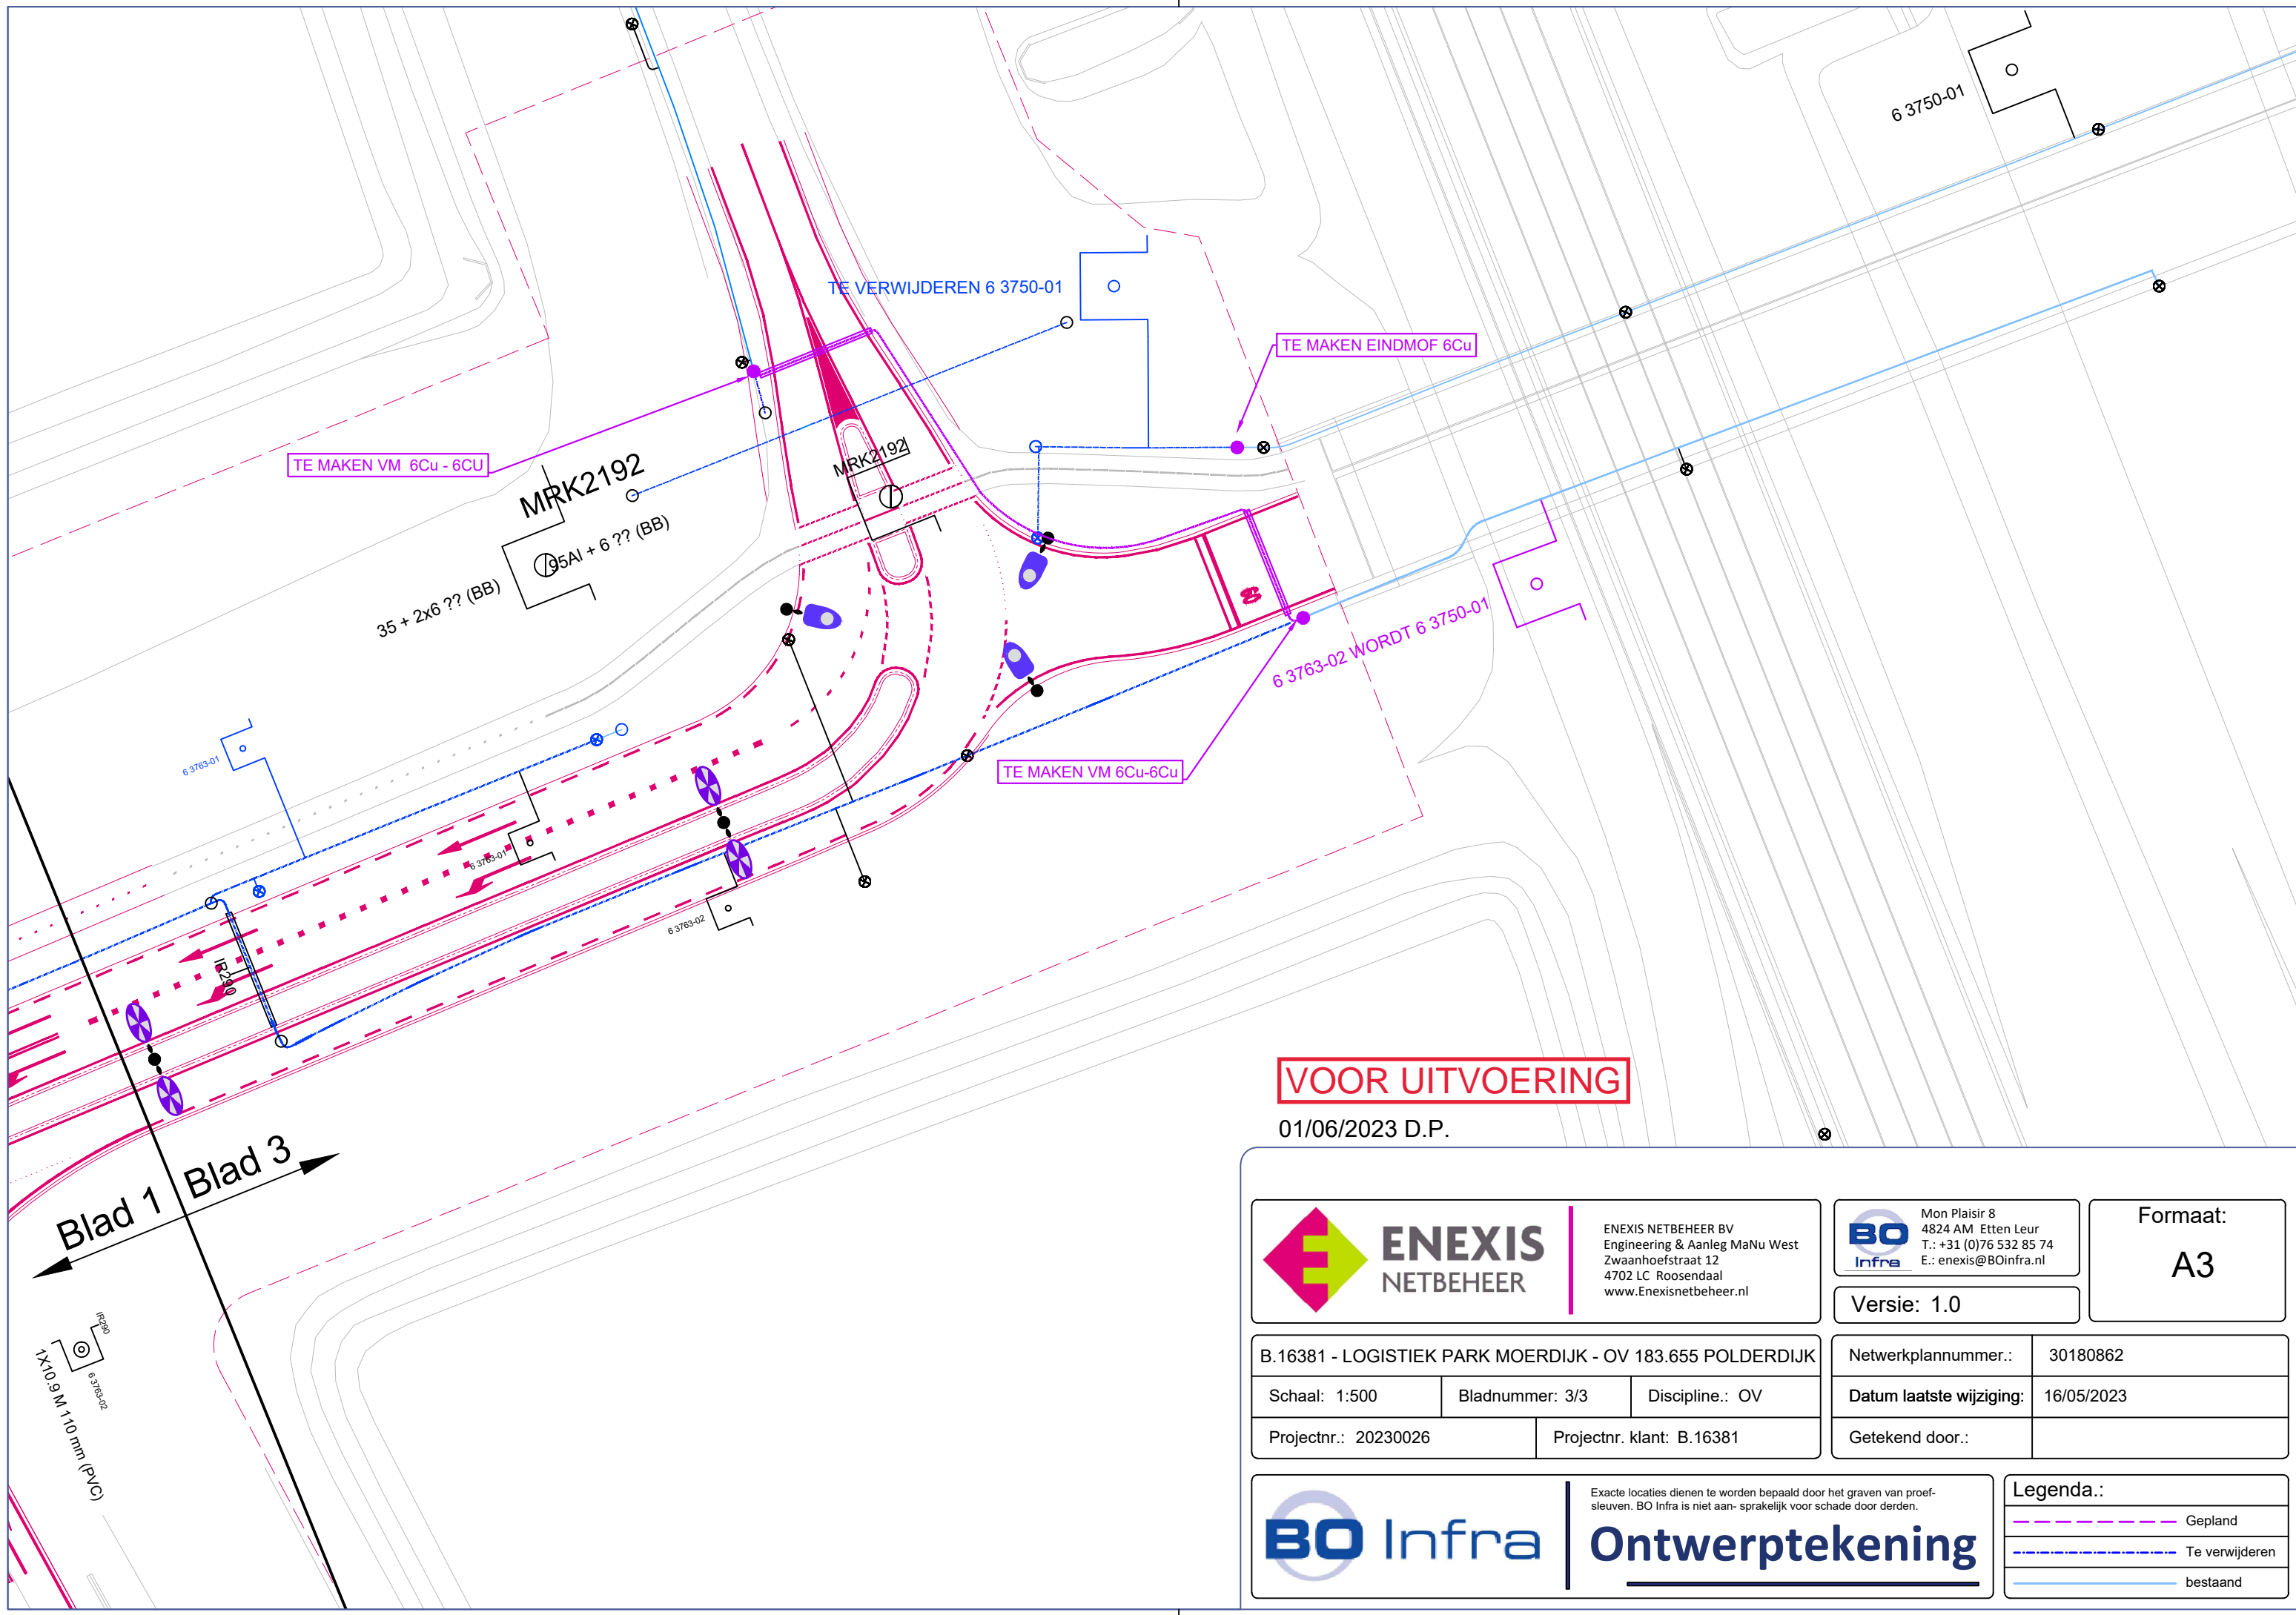 6 3750-01
TE VERWIJDEREN 6 3750-01
TE MAKEN EINDMOF 6Cu
TE MAKEN VM  6Cu - 6CU
MRK2192
MRK2192
95Al + 6 ?? (BB)
35 + 2x6 ?? (BB)
6 3763-02 WORDT 6 3750-01
TE MAKEN VM 6Cu-6Cu
6 3763-01
6 3763-01
6 3763-02
IR290
Blad 1
Blad 3
IR290
6 3763-02
1X10.9 M 110 mm (PVC)
VOOR UITVOERING
01/06/2023 D.P.
ENEXIS
NETBEHEER
ENEXIS NETBEHEER BV
Engineering & Aanleg MaNu West
Zwaanhoefstraat 12
4702 LC  Roosendaal
www.Enexisnetbeheer.nl
BO
Infra
Mon Plaisir 8
4824 AM  Etten Leur
T.: +31 (0)76 532 85 74
E.: enexis@BOinfra.nl
Formaat:
A3
Versie: 1.0
B.16381 - LOGISTIEK PARK MOERDIJK - OV 183.655 POLDERDIJK
Schaal: 1:500
Bladnummer: 3/3
Discipline.: OV
Projectnr.: 20230026
Projectnr. klant: B.16381
Netwerkplannummer.: 30180862
Datum laatste wijziging: 16/05/2023
Getekend door.:
BO Infra
Exacte locaties dienen te worden bepaald door het graven van proef-
sleuven. BO Infra is niet aan- sprakelijk voor schade door derden.
Ontwerptekening
Legenda.:
Gepland
Te verwijderen
bestaand